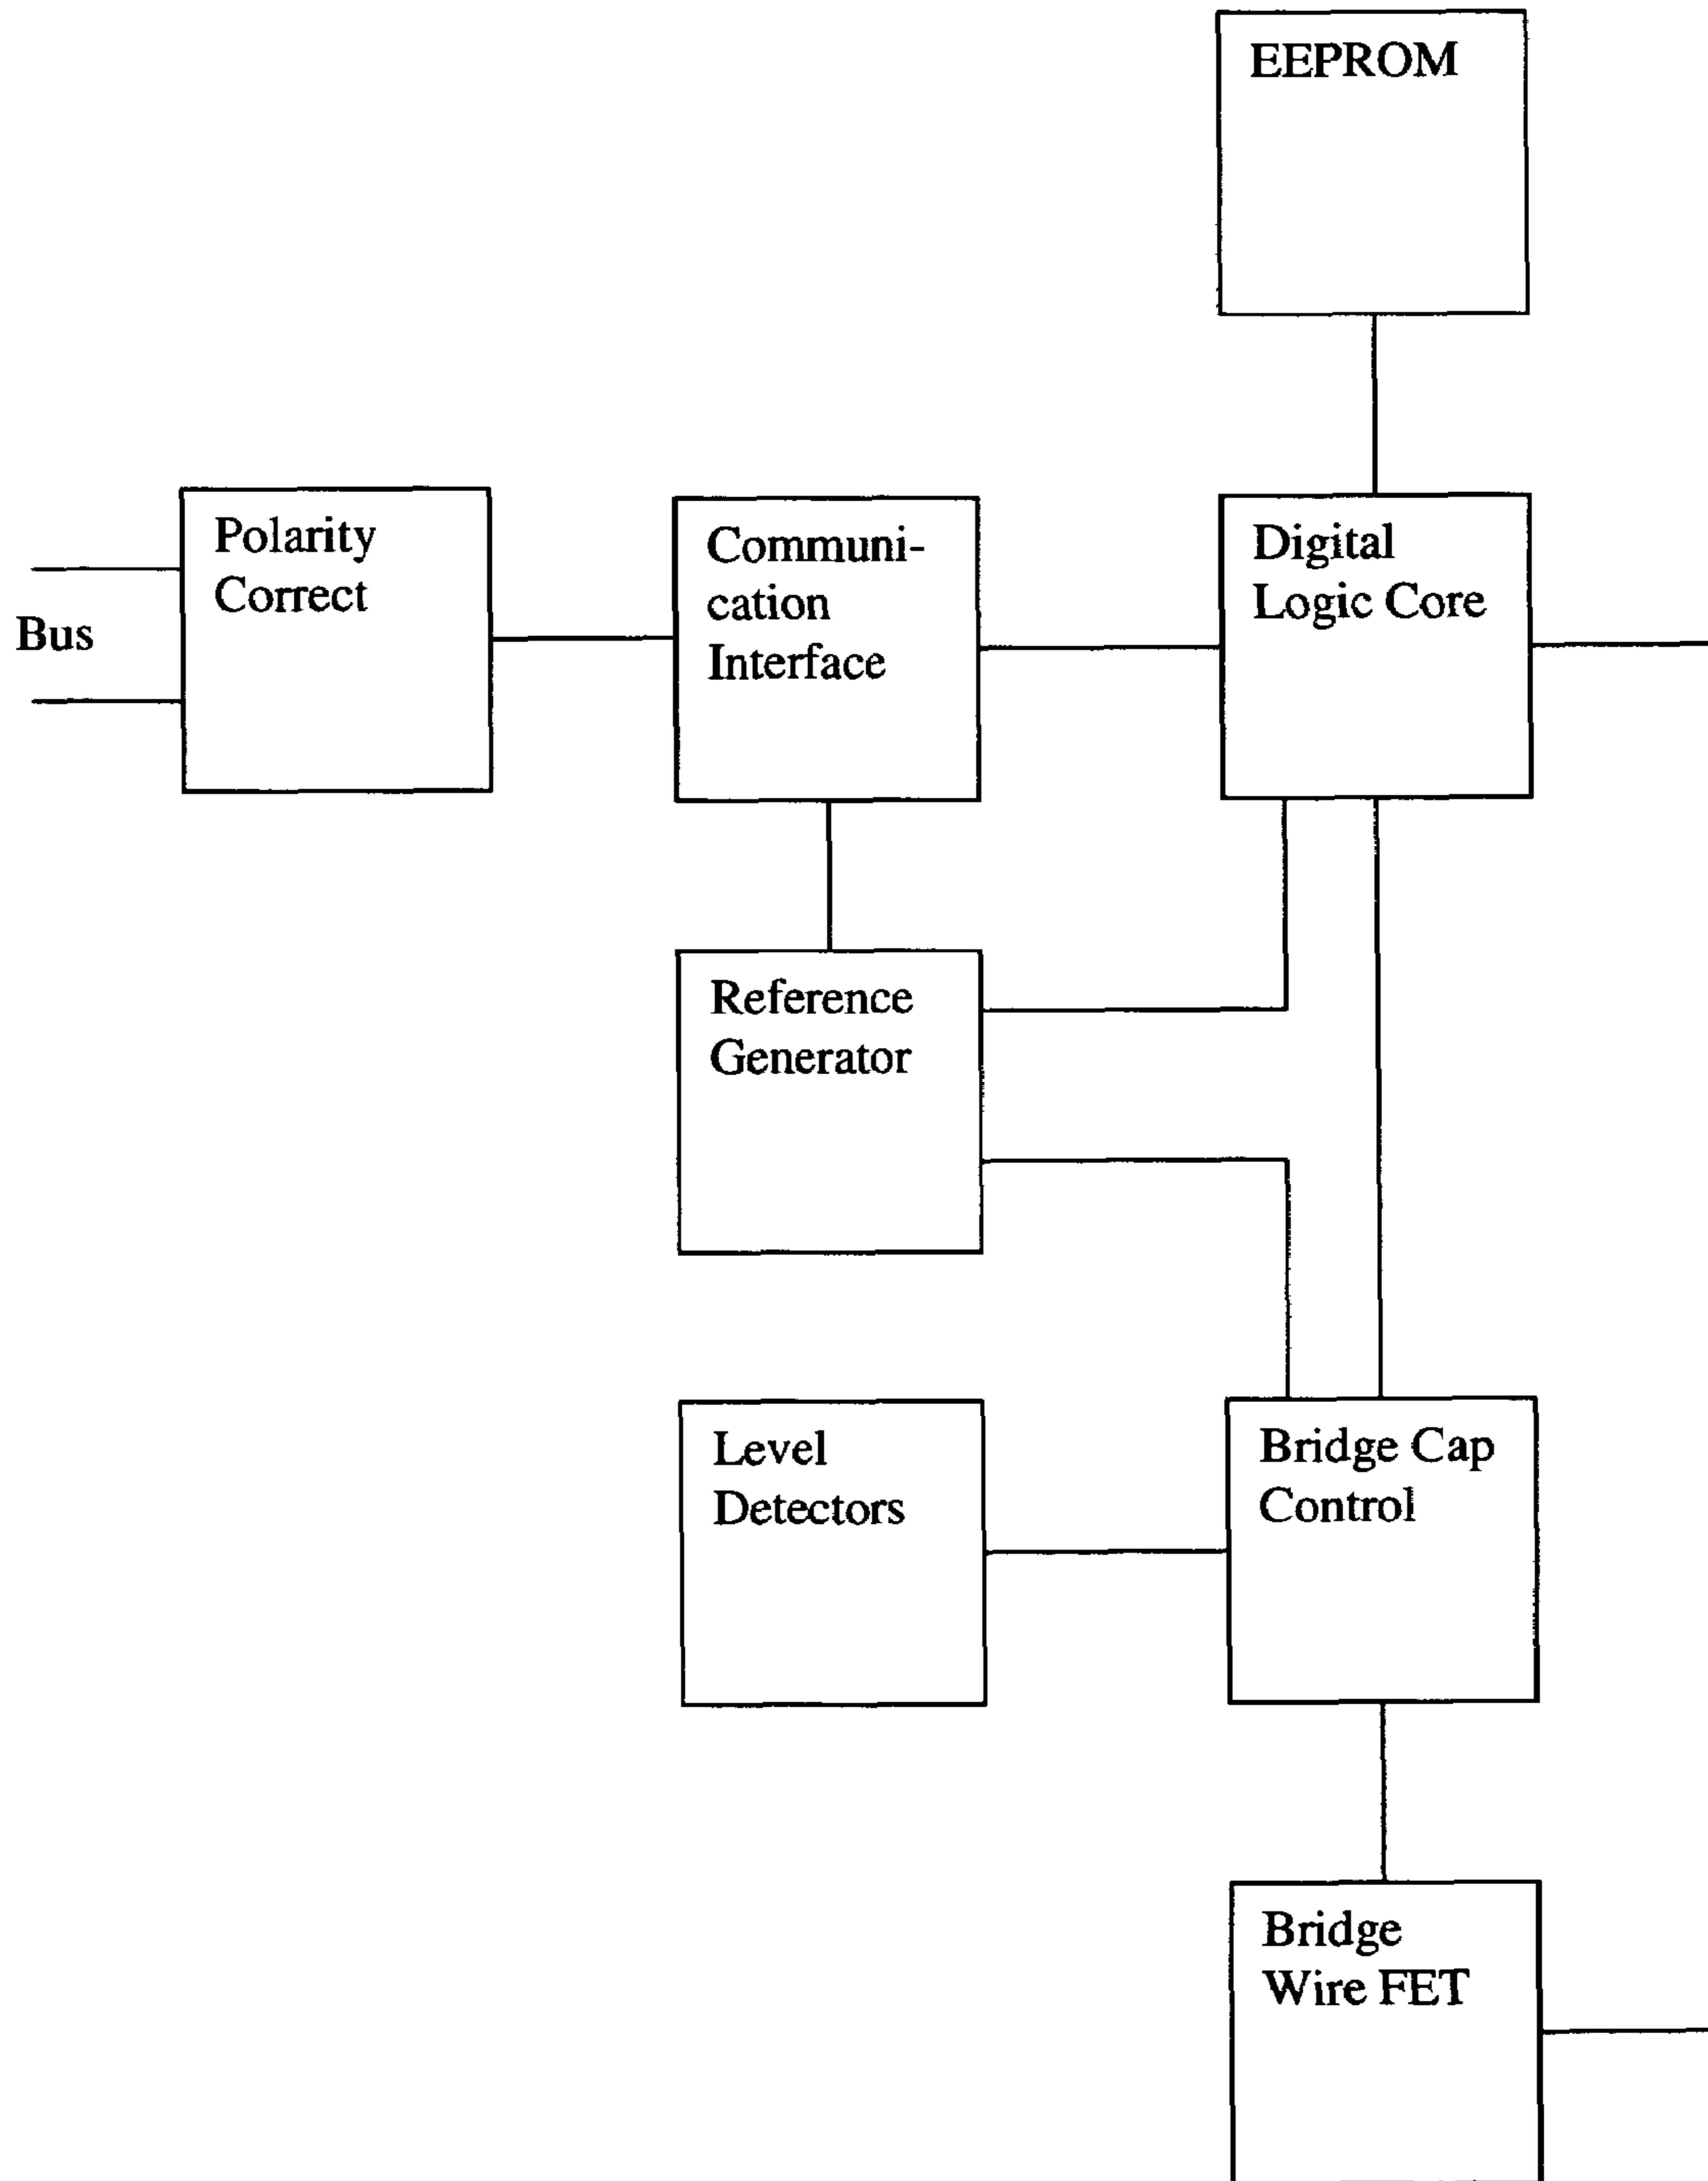 EEPROM
Polarity
Correct
Bus
Communi-
cation
Interface
Digital
Logic Core
Reference
Generator
Level
Detectors
Bridge Cap
Control
Bridge
Wire FET